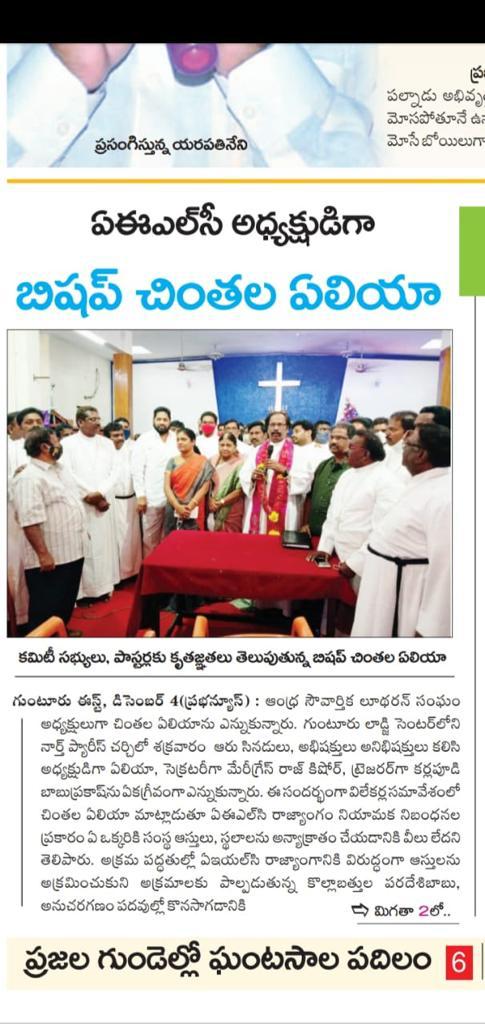 ప్రసంగిస్తున్న యరపతినేని
పల్నాడు అభివృ
మోసపోతూనే ఉ
మోసే బోయిలుగా
ఏఈఎల్‌సీ అధ్యక్షుడిగా
బిషప్ చింతల ఏలియా
కమిటీ సభ్యులు, పాస్టర్లకు కృతజ్ఞతలు తెలుపుతున్న బిషప్ చింతల ఏలియా
గుంటూరు ఈస్ట్, డిసెంబర్ 4(ప్రభన్యూస్) : ఆంధ్ర సౌవార్తిక లూథరన్ సంఘం
అధ్యక్షులుగా చింతల ఏలియాను ఎన్నుకున్నారు. గుంటూరు లాడ్జి సెంటర్‌లోని
నార్త్ ప్యారీస్ చర్చిలో శక్రవారం ఆరు సినడులు, అభిషక్తులు అనిభిషక్తులు కలిసి
అధ్యక్షుడిగా ఏలియా, సెక్రటరీగా మేరీగ్రేస్ రాజ్ కిషోర్, ట్రెజరర్‌గా కర్లపూడి
బాబుప్రకాష్‌ను ఏకగ్రీవంగా ఎన్నుకున్నారు. ఈ సందర్భంగా విలేకర్ల సమావేశంలో
చింతల ఏలియా మాట్లాడుతూ ఏఈఎల్‌సి రాజ్యాంగం నియామక నిబంధనల
ప్రకారం ఏ ఒక్కరికి సంస్థ ఆస్తులు, స్థలాలను అన్యాక్రాతం చేయడానికి వీలు లేదని
తెలిపారు. అక్రమ పద్ధతుల్లో ఏఇయల్‌సి రాజ్యాంగానికి విరుద్ధంగా ఆస్తులను
అక్రమించుకుని అక్రమాలకు పాల్పడుతున్న కొల్లాబత్తుల పరదేశిబాబు,
అనుచరగణం పదవుల్లో కొనసాగడానికి
⇨ మిగతా 2లో..
ప్రజల గుండెల్లో ఘంటసాల పదిలం 6